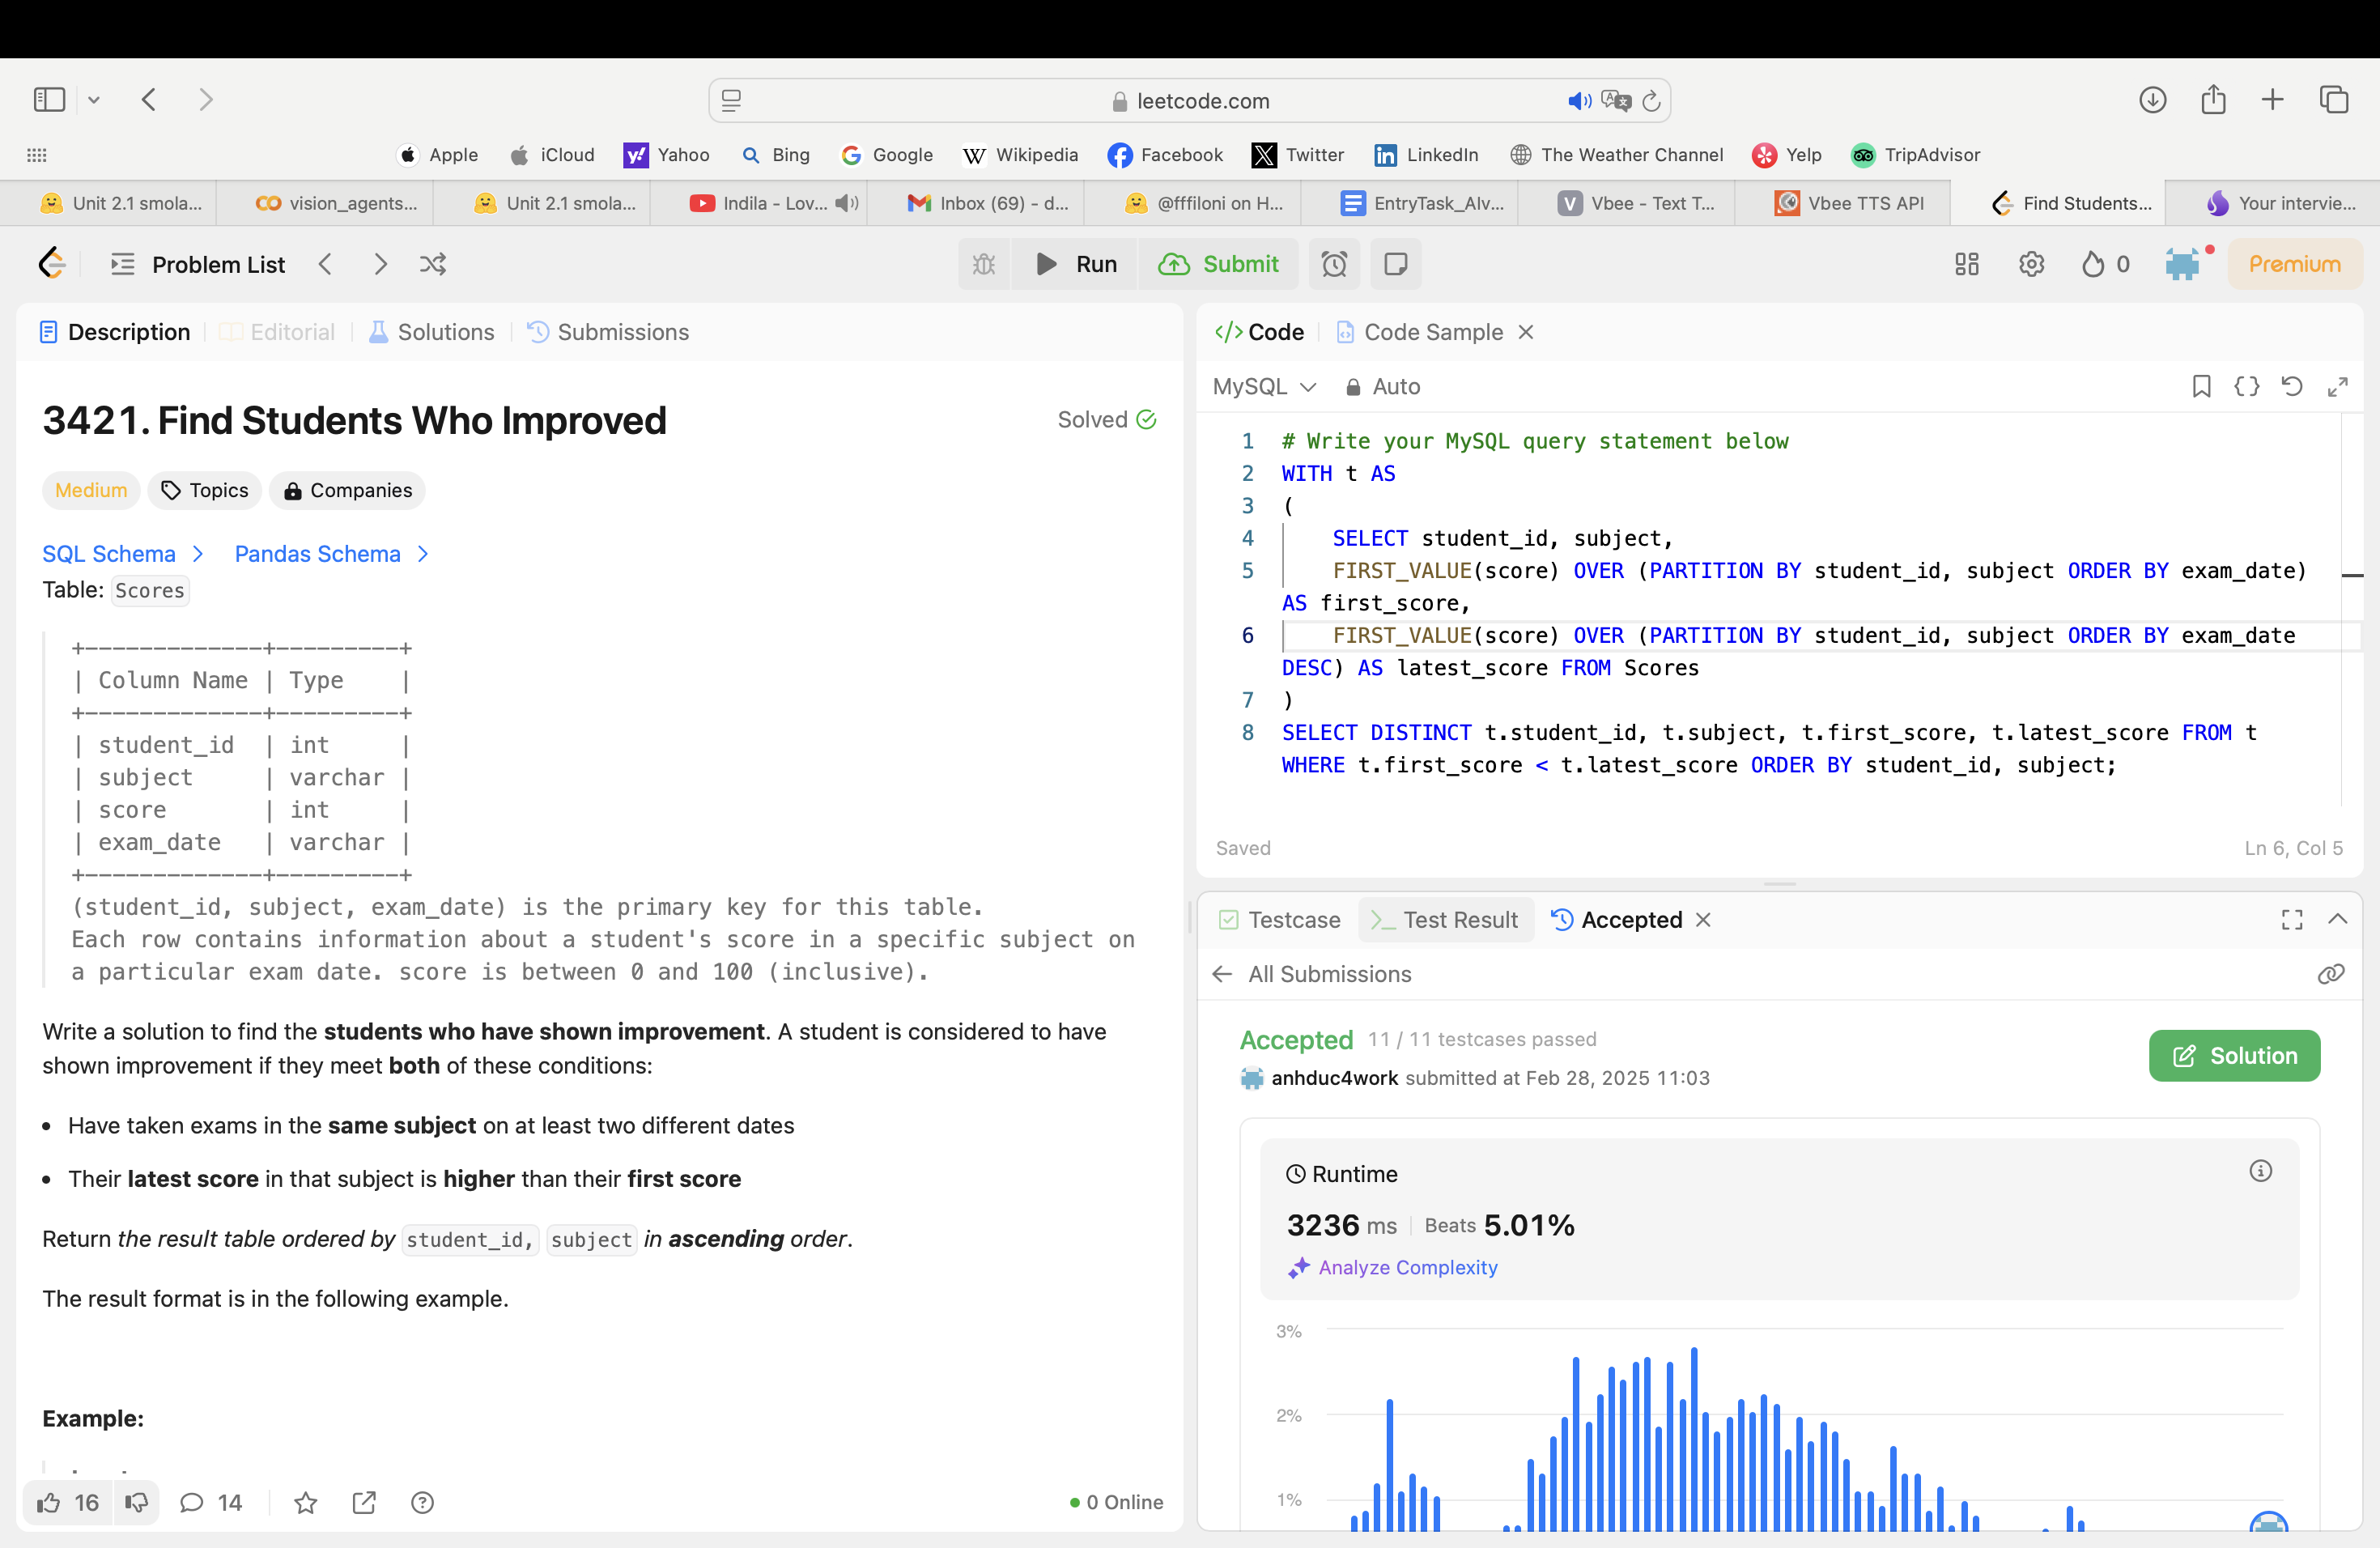 leetcode.com
Apple iCloud Yahoo Bing Google Wikipedia Facebook Twitter LinkedIn The Weather Channel Yelp TripAdvisor
Unit 2.1 smola... vision_agents... Unit 2.1 smola... Indila - Lov... Inbox (69) - d... @fffiloni on H... EntryTask_AIv... Vbee - Text T... Vbee TTS API Find Students... Your intervie...
Problem List Run Submit 0 Premium
Description Editorial Solutions Submissions
3421. Find Students Who Improved
Solved
Medium Topics Companies
SQL Schema > Pandas Schema >
Table: Scores
+-------------+---------+
| Column Name | Type    |
+-------------+---------+
| student_id  | int     |
| subject     | varchar |
| score       | int     |
| exam_date   | varchar |
+-------------+---------+
(student_id, subject, exam_date) is the primary key for this table.
Each row contains information about a student's score in a specific subject on
a particular exam date. score is between 0 and 100 (inclusive).
Write a solution to find the students who have shown improvement. A student is considered to have
shown improvement if they meet both of these conditions:
• Have taken exams in the same subject on at least two different dates
• Their latest score in that subject is higher than their first score
Return the result table ordered by student_id, subject in ascending order.
The result format is in the following example.
Example:
16 14
0 Online
Code Code Sample
MySQL Auto
1 # Write your MySQL query statement below
2 WITH t AS
3 (
4     SELECT student_id, subject,
5     FIRST_VALUE(score) OVER (PARTITION BY student_id, subject ORDER BY exam_date)
AS first_score,
6     FIRST_VALUE(score) OVER (PARTITION BY student_id, subject ORDER BY exam_date
DESC) AS latest_score FROM Scores
7 )
8 SELECT DISTINCT t.student_id, t.subject, t.first_score, t.latest_score FROM t
WHERE t.first_score < t.latest_score ORDER BY student_id, subject;
Saved Ln 6, Col 5
Testcase Test Result Accepted
All Submissions
Accepted 11 / 11 testcases passed
anhduc4work submitted at Feb 28, 2025 11:03
Solution
Runtime
3236 ms Beats 5.01%
Analyze Complexity
3%
2%
1%